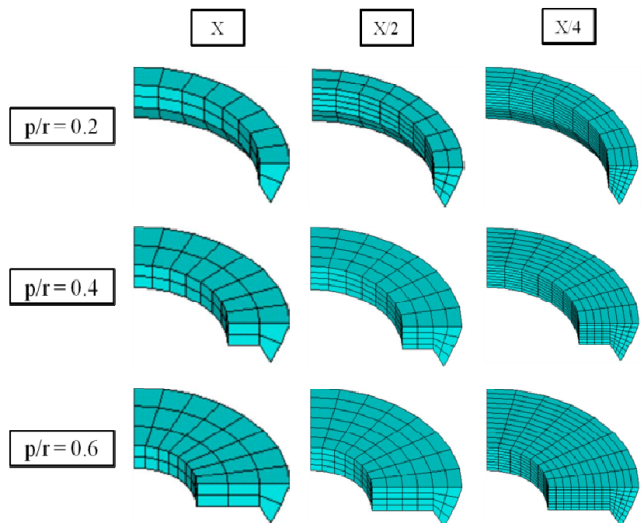 X
X/2
X/4
p/r = 0.2
p/r = 0.4
p/r = 0.6